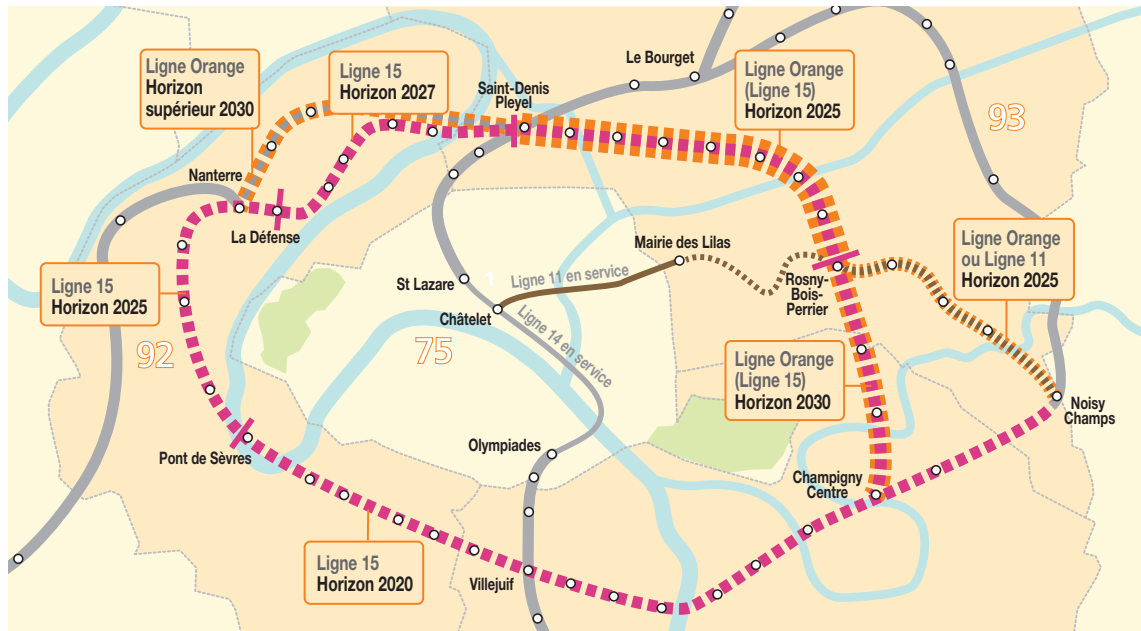 Ligne Orange
Horizon
supérieur 2030
Ligne 15
Horizon 2027
Saint-Denis
Pleyel
Le Bourget
Ligne Orange
(Ligne 15)
Horizon 2025
93
Nanterre
La Défense
Mairie des Lilas
Ligne Orange
ou Ligne 11
Horizon 2025
Ligne 15
Horizon 2025
St Lazare
1
Ligne 11 en service
Rosny-
Bois-
Perrier
Châtelet
Ligne 14 en service
92
75
Ligne Orange
(Ligne 15)
Horizon 2030
Noisy
Champs
Pont de Sèvres
Olympiades
Champigny
Centre
Ligne 15
Horizon 2020
Villejuif